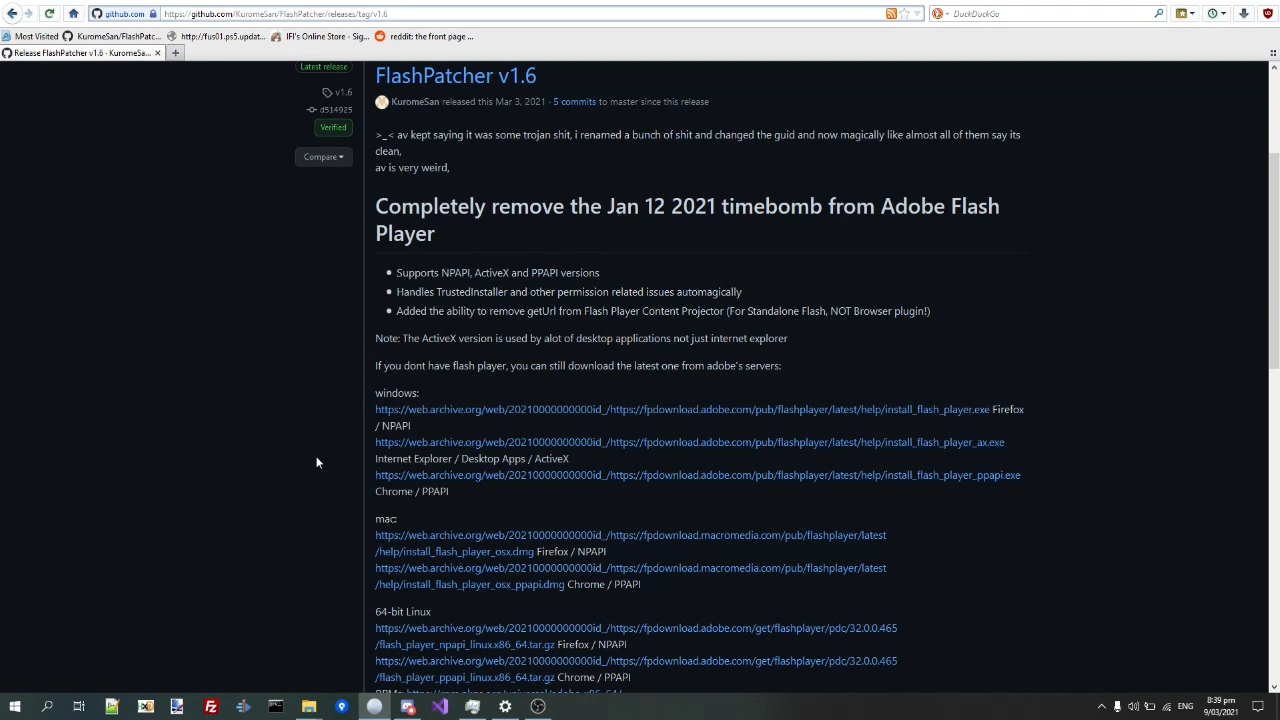 github.com https://github.com/KuromeSan/FlashPatcher/releases/tag/v1.6 DuckDuckGo
Most Visited KuromeSan/FlashPatc... http://fus01.ps5.updat... IFI's Online Store - Sig... reddit: the front page ...
Release FlashPatcher v1.6 · KuromeSa... × +
Latest release
v1.6
d514925
Verified
Compare
FlashPatcher v1.6
KuromeSan released this Mar 3, 2021 · 5 commits to master since this release
>_< av kept saying it was some trojan shit, i renamed a bunch of shit and changed the guid and now magically like almost all of them say its
clean,
av is very weird,
Completely remove the Jan 12 2021 timebomb from Adobe Flash
Player
Supports NPAPI, ActiveX and PPAPI versions
Handles TrustedInstaller and other permission related issues automagically
Added the ability to remove getUrl from Flash Player Content Projector (For Standalone Flash, NOT Browser plugin!)
Note: The ActiveX version is used by alot of desktop applications not just internet explorer
If you dont have flash player, you can still download the latest one from adobe's servers:
windows:
https://web.archive.org/web/20210000000000id_/https://fpdownload.adobe.com/pub/flashplayer/latest/help/install_flash_player.exe Firefox
/ NPAPI
https://web.archive.org/web/20210000000000id_/https://fpdownload.adobe.com/pub/flashplayer/latest/help/install_flash_player_ax.exe
Internet Explorer / Desktop Apps / ActiveX
https://web.archive.org/web/20210000000000id_/https://fpdownload.adobe.com/pub/flashplayer/latest/help/install_flash_player_ppapi.exe
Chrome / PPAPI
mac:
https://web.archive.org/web/20210000000000id_/https://fpdownload.macromedia.com/pub/flashplayer/latest
/help/install_flash_player_osx.dmg Firefox / NPAPI
https://web.archive.org/web/20210000000000id_/https://fpdownload.macromedia.com/pub/flashplayer/latest
/help/install_flash_player_osx_ppapi.dmg Chrome / PPAPI
64-bit Linux
https://web.archive.org/web/20210000000000id_/https://fpdownload.adobe.com/get/flashplayer/pdc/32.0.0.465
/flash_player_npapi_linux.x86_64.tar.gz Firefox / NPAPI
https://web.archive.org/web/20210000000000id_/https://fpdownload.adobe.com/get/flashplayer/pdc/32.0.0.465
/flash_player_ppapi_linux.x86_64.tar.gz Chrome / PPAPI
ENG
8:39 pm
9/03/2021